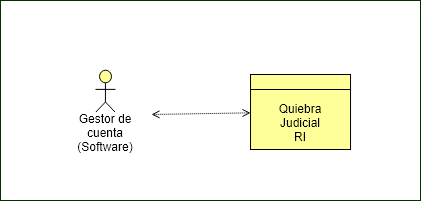 Gestor de
cuenta
(Software)
Quiebra
Judicial
RI